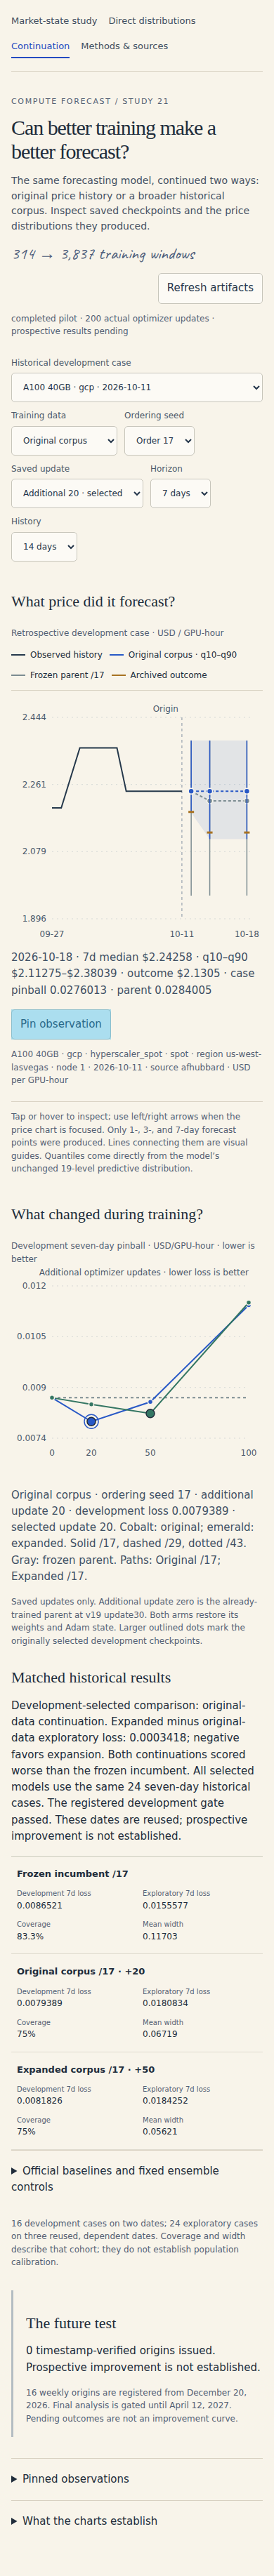 Market-state study Direct distributions
Continuation Methods & sources
COMPUTE FORECAST / STUDY 21
Can better training make a
better forecast?
The same forecasting model, continued two ways:
original price history or a broader historical
corpus. Inspect saved checkpoints and the price
distributions they produced.
314 → 3,837 training windows
Refresh artifacts
completed pilot · 200 actual optimizer updates ·
prospective results pending
Historical development case
A100 40GB · gcp · 2026-10-11
Training data Ordering seed
Original corpus Order 17
Saved update Horizon
Additional 20 · selected 7 days
History
14 days
What price did it forecast?
Retrospective development case · USD / GPU-hour
Observed history Original corpus · q10–q90
Frozen parent /17 Archived outcome
Origin
2.444
2.261
2.079
1.896
09-27 10-11 10-18
2026-10-18 · 7d median $2.24258 · q10–q90
$2.11275–$2.38039 · outcome $2.1305 · case
pinball 0.0276013 · parent 0.0284005
Pin observation
A100 40GB · gcp · hyperscaler_spot · spot · region us-west-
lasvegas · node 1 · 2026-10-11 · source afhubbard · USD
per GPU-hour
Tap or hover to inspect; use left/right arrows when the
price chart is focused. Only 1-, 3-, and 7-day forecast
points were produced. Lines connecting them are visual
guides. Quantiles come directly from the model’s
unchanged 19-level predictive distribution.
What changed during training?
Development seven-day pinball · USD/GPU-hour · lower is
better
Additional optimizer updates · lower loss is better
0.012
0.0105
0.009
0.0074
0 20 50 100
Original corpus · ordering seed 17 · additional
update 20 · development loss 0.0079389 ·
selected update 20. Cobalt: original; emerald:
expanded. Solid /17, dashed /29, dotted /43.
Gray: frozen parent. Paths: Original /17;
Expanded /17.
Saved updates only. Additional update zero is the already-
trained parent at v19 update30. Both arms restore its
weights and Adam state. Larger outlined dots mark the
originally selected development checkpoints.
Matched historical results
Development-selected comparison: original-
data continuation. Expanded minus original-
data exploratory loss: 0.0003418; negative
favors expansion. Both continuations scored
worse than the frozen incumbent. All selected
models use the same 24 seven-day historical
cases. The registered development gate
passed. These dates are reused; prospective
improvement is not established.
Frozen incumbent /17
Development 7d loss Exploratory 7d loss
0.0086521 0.0155577
Coverage Mean width
83.3% 0.11703
Original corpus /17 · +20
Development 7d loss Exploratory 7d loss
0.0079389 0.0180834
Coverage Mean width
75% 0.06719
Expanded corpus /17 · +50
Development 7d loss Exploratory 7d loss
0.0081826 0.0184252
Coverage Mean width
75% 0.05621
Official baselines and fixed ensemble
controls
16 development cases on two dates; 24 exploratory cases
on three reused, dependent dates. Coverage and width
describe that cohort; they do not establish population
calibration.
The future test
0 timestamp-verified origins issued.
Prospective improvement is not established.
16 weekly origins are registered from December 20,
2026. Final analysis is gated until April 12, 2027.
Pending outcomes are not an improvement curve.
Pinned observations
What the charts establish